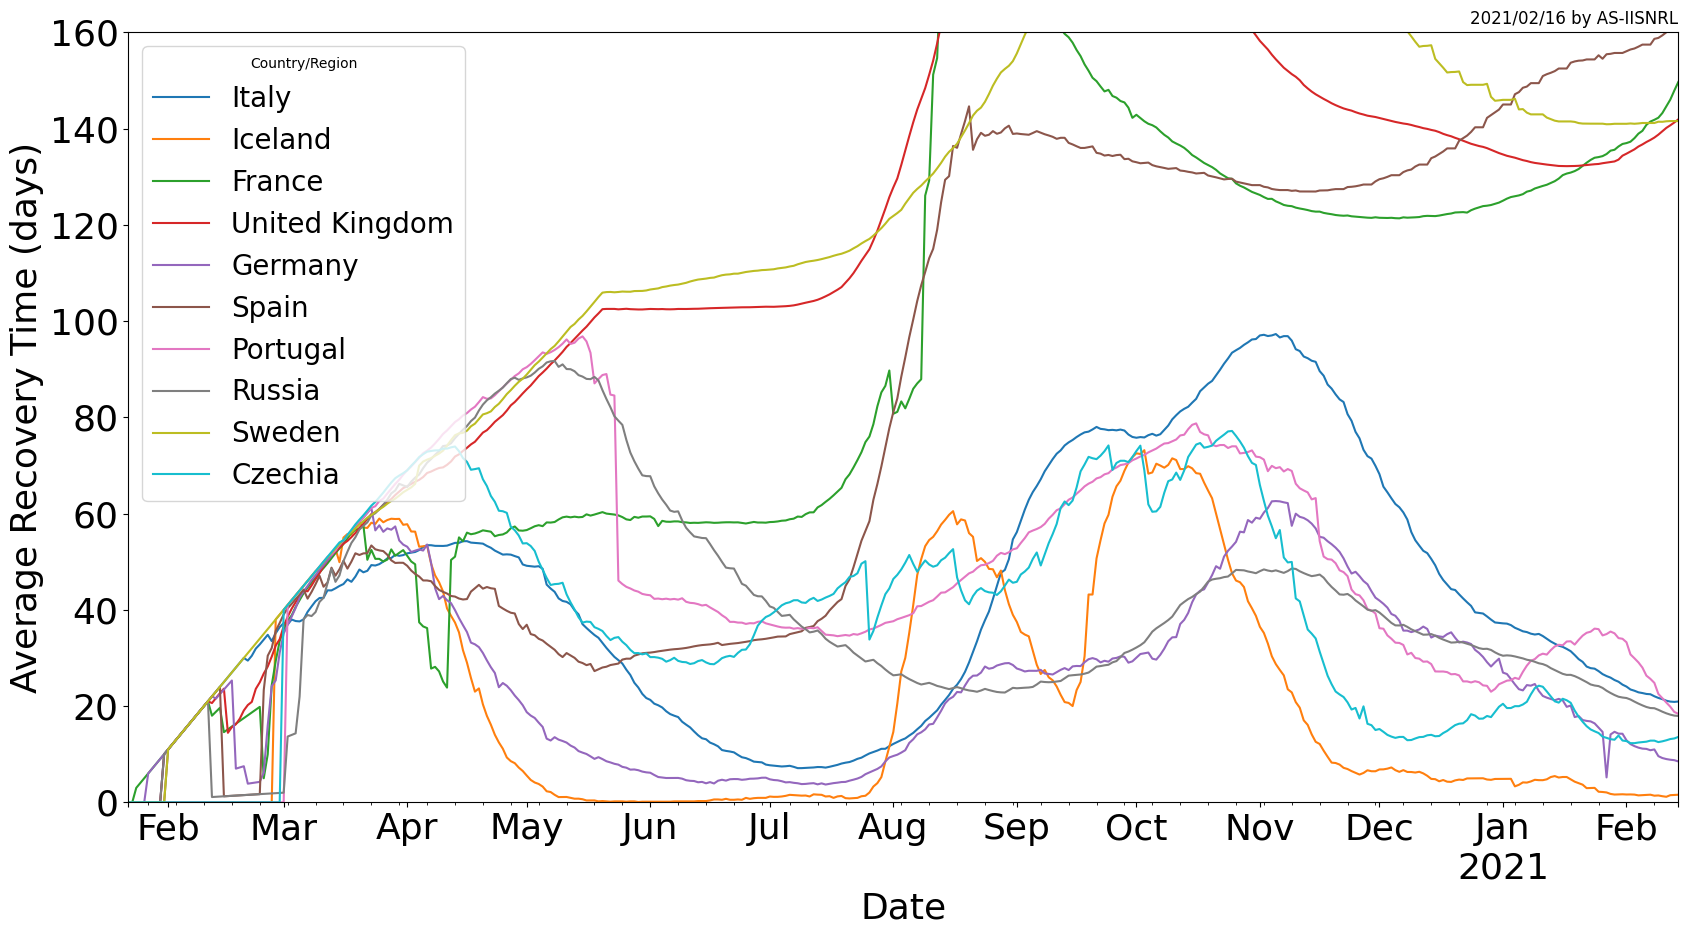 2021/02/16 by AS-IISNRL
160
140
120
100
80
60
40
20
0
Average Recovery Time (days)
Country/Region
Italy
Iceland
France
United Kingdom
Germany
Spain
Portugal
Russia
Sweden
Czechia
Feb Mar Apr May Jun Jul Aug Sep Oct Nov Dec Jan Feb
2021
Date